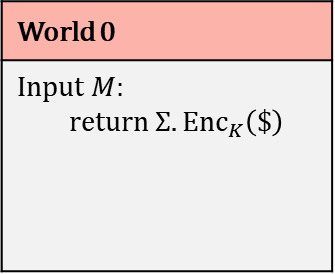 World 0
Input M:
return Σ. Enc_K($)